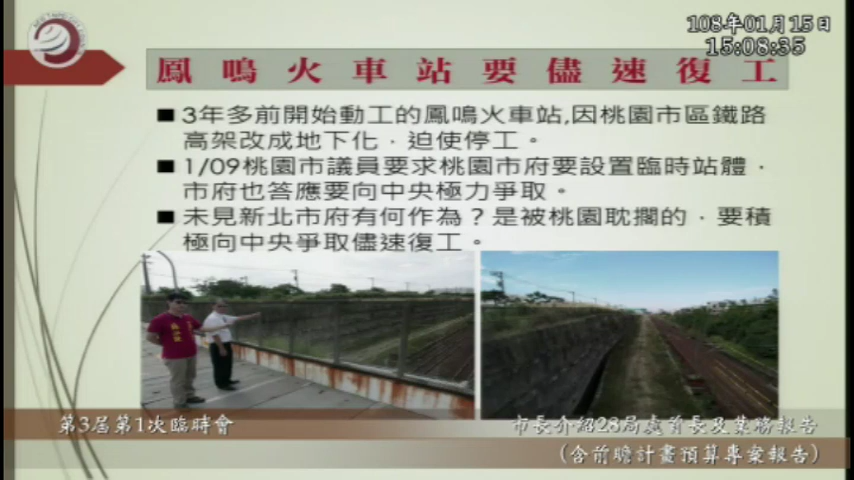 108年01月15日
15:08:35
鳳鳴火車站要儘速復工
■ 3年多前開始動工的鳳鳴火車站,因桃園市區鐵路
高架改成地下化，迫使停工。
■ 1/09桃園市議員要求桃園市府要設置臨時站體，
市府也答應要向中央極力爭取。
■ 未見新北市府有何作為？是被桃園耽擱的，要積
極向中央爭取儘速復工。
第3屆第1次臨時會
市長介紹28局處首長及業務報告
(含前瞻計畫預算專案報告)